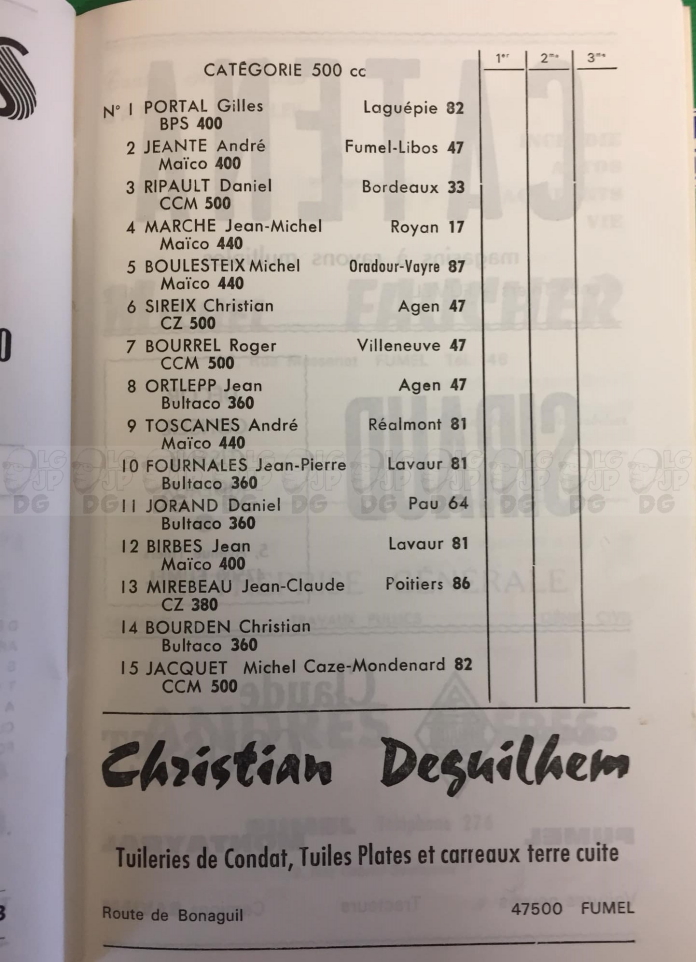 CATÉGORIE 500 cc 1er 2me 3me
N° 1 PORTAL Gilles Laguépie 82
BPS 400
2 JEANTE André Fumel-Libos 47
Maïco 400
3 RIPAULT Daniel Bordeaux 33
CCM 500
4 MARCHE Jean-Michel Royan 17
Maïco 440
5 BOULESTEIX Michel Oradour-Vayre 87
Maïco 440
6 SIREIX Christian Agen 47
CZ 500
7 BOURREL Roger Villeneuve 47
CCM 500
8 ORTLEPP Jean Agen 47
Bultaco 360
9 TOSCANES André Réalmont 81
Maïco 440
10 FOURNALES Jean-Pierre Lavaur 81
Bultaco 360
11 JORAND Daniel Pau 64
Bultaco 360
12 BIRBES Jean Lavaur 81
Maïco 400
13 MIREBEAU Jean-Claude Poitiers 86
CZ 380
14 BOURDEN Christian
Bultaco 360
15 JACQUET Michel Caze-Mondenard 82
CCM 500
Christian Deguilhem
Tuileries de Condat, Tuiles Plates et carreaux terre cuite
Route de Bonaguil 47500 FUMEL